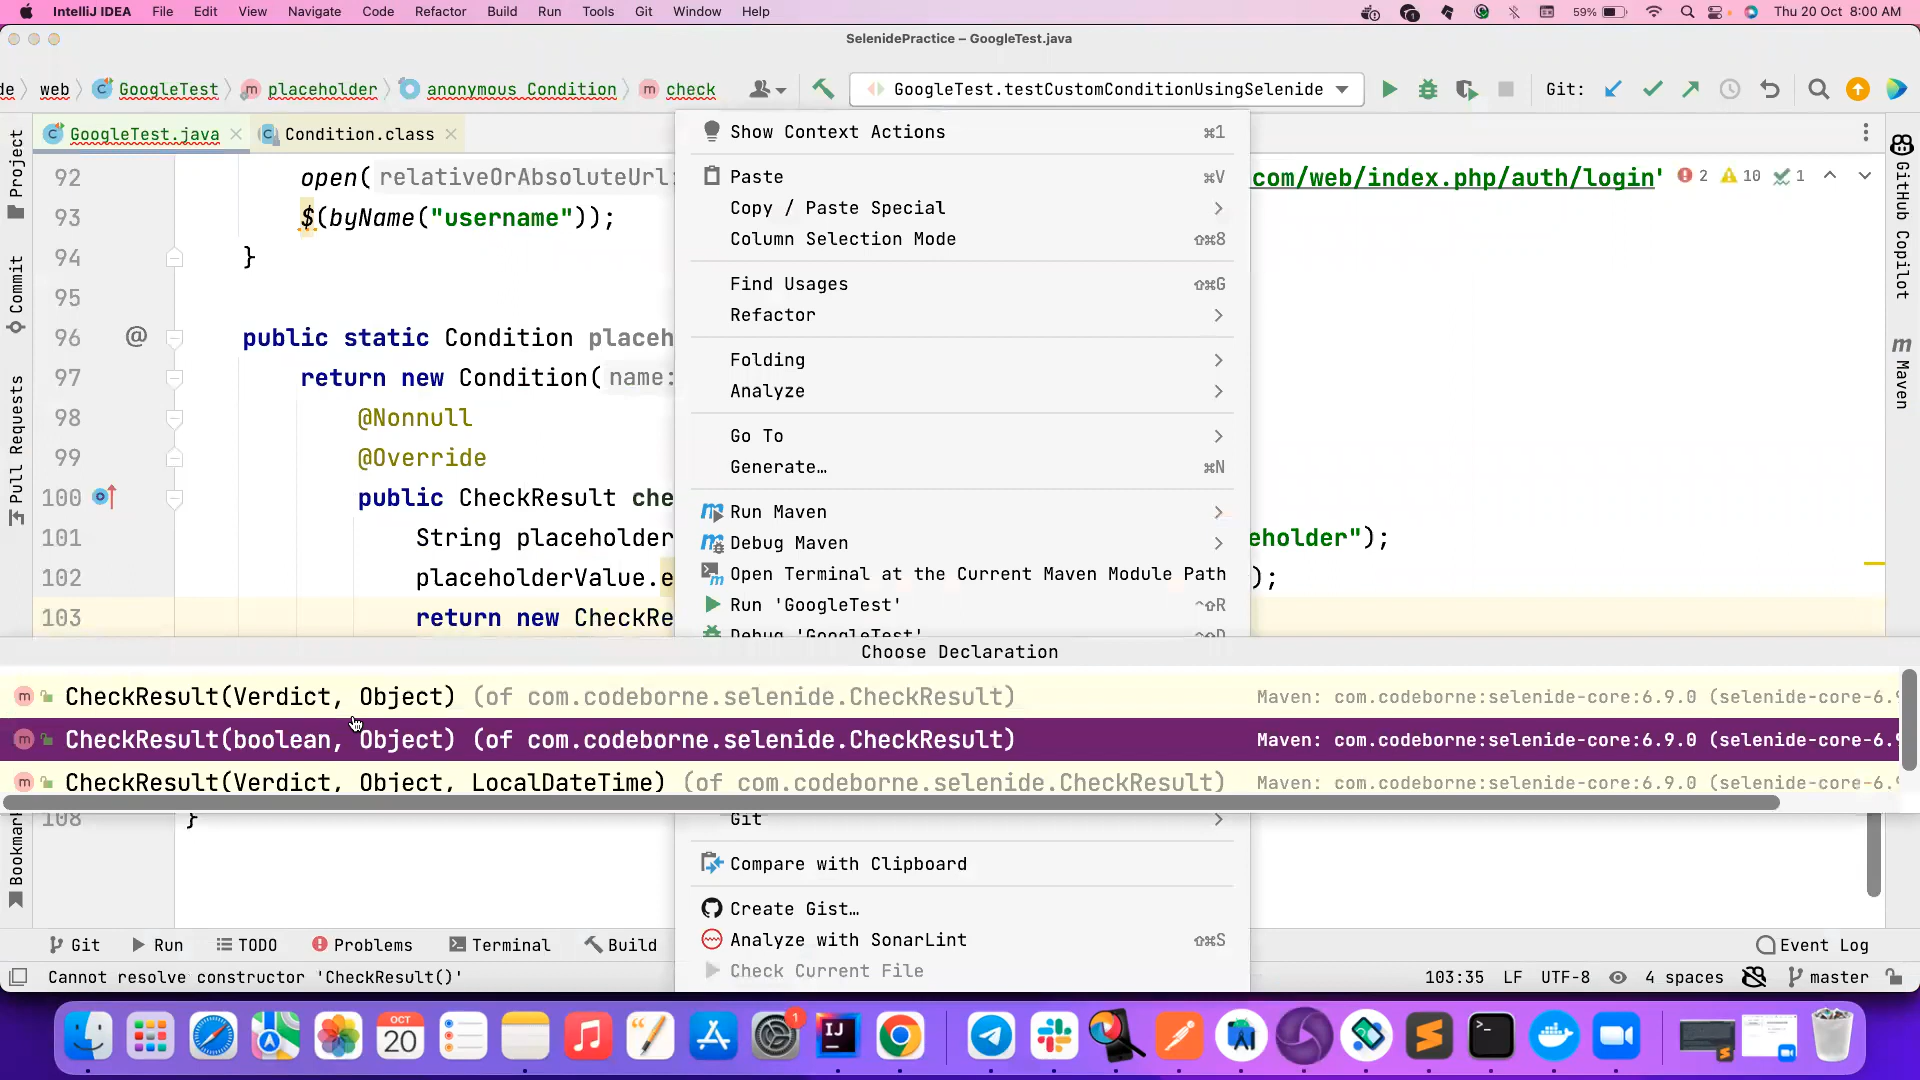 IntelliJ IDEA File Edit View Navigate Code Refactor Build Run Tools Git Window Help 59% Thu 20 Oct 8:00 AM
SelenidePractice – GoogleTest.java
de web GoogleTest placeholder anonymous Condition check GoogleTest.testCustomConditionUsingSelenide Git:
GoogleTest.java Condition.class
Project
Commit
Pull Requests
Bookmar
GitHub Copilot
Maven
92 open( relativeOrAbsoluteUrl: com/web/index.php/auth/login' 2 10 1
93 $(byName("username"));
94 }
95
96 @ public static Condition placeh
97 return new Condition( name:
98 @Nonnull
99 @Override
100 public CheckResult che
101 String placeholder eholder");
102 placeholderValue.e );
103 return new CheckRe
108 }
Show Context Actions ⌘1
Paste ⌘V
Copy / Paste Special
Column Selection Mode ⇧⌘8
Find Usages ⇧⌘G
Refactor
Folding
Analyze
Go To
Generate… ⌘N
Run Maven
Debug Maven
Open Terminal at the Current Maven Module Path
Run 'GoogleTest' ⌃⇧R
Debug 'GoogleTest' ⌃⇧D
Choose Declaration
CheckResult(Verdict, Object) (of com.codeborne.selenide.CheckResult) Maven: com.codeborne:selenide-core:6.9.0 (selenide-core-6.9
CheckResult(boolean, Object) (of com.codeborne.selenide.CheckResult) Maven: com.codeborne:selenide-core:6.9.0 (selenide-core-6.9
CheckResult(Verdict, Object, LocalDateTime) (of com.codeborne.selenide.CheckResult) Maven: com.codeborne:selenide-core:6.9.0 (selenide-core-6.9
Git
Compare with Clipboard
Create Gist…
Analyze with SonarLint ⇧⌘S
Check Current File
Git Run TODO Problems Terminal Build Event Log
Cannot resolve constructor 'CheckResult()' 103:35 LF UTF-8 4 spaces master
OCT
20
1
IJ